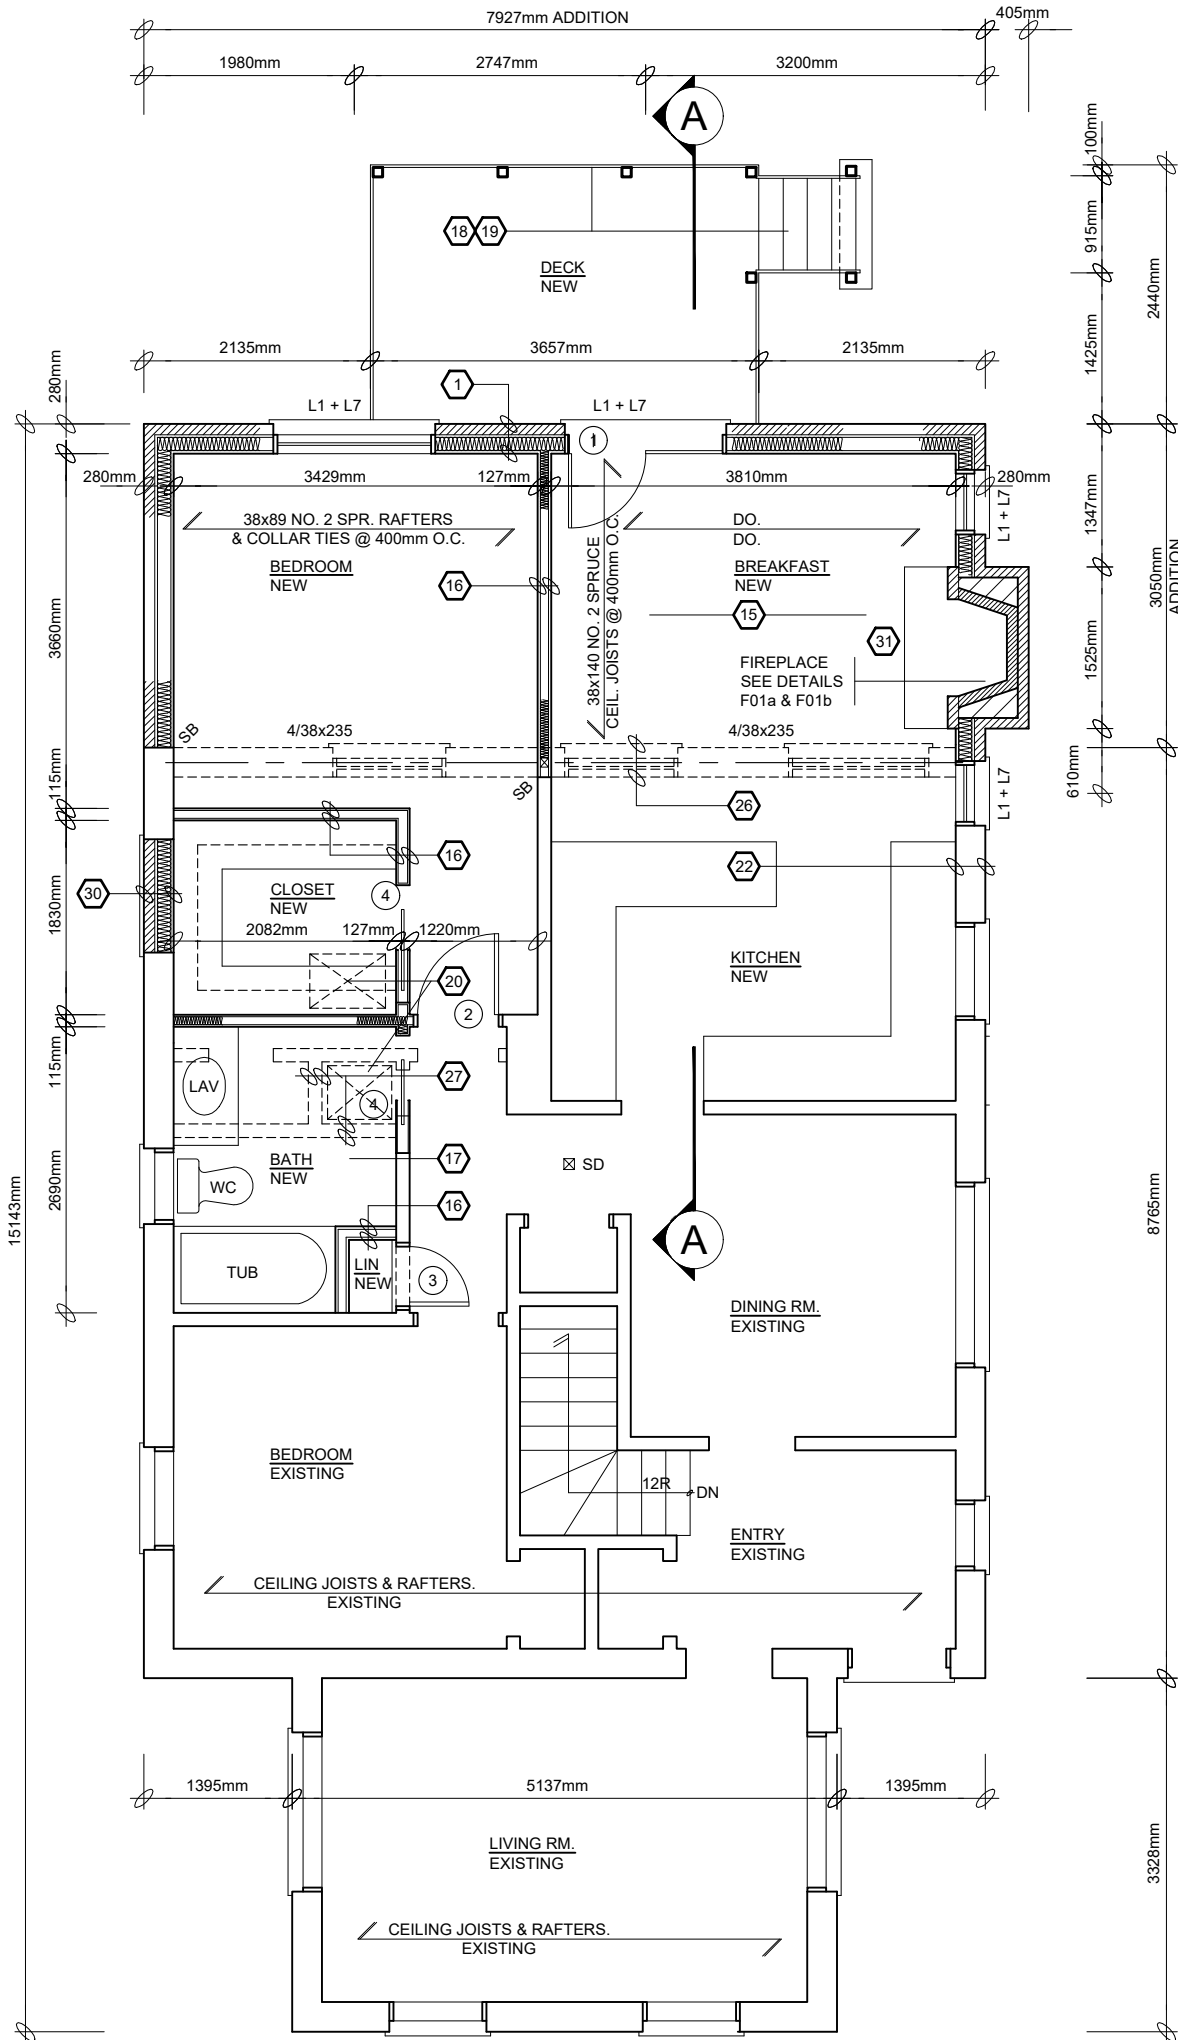 7927mm ADDITION
405mm
1980mm
2747mm
3200mm
A
100mm
915mm
2440mm
1425mm
18
19
DECK
NEW
2135mm
3657mm
2135mm
280mm
1
L1 + L7
L1 + L7
1
280mm
3429mm
127mm
3810mm
280mm
38x89 NO. 2 SPR. RAFTERS
& COLLAR TIES @ 400mm O.C.
BEDROOM
NEW
DO.
DO.
BREAKFAST
NEW
38x140 NO. 2 SPRUCE
CEIL. JOISTS @ 400mm O.C.
L1 + L7
1347mm
3050mm
ADDITION
16
15
31
3660mm
FIREPLACE
SEE DETAILS
F01a & F01b
1525mm
SB
4/38x235
4/38x235
SB
26
L1 + L7
610mm
115mm
16
22
30
CLOSET
NEW
4
1830mm
2082mm
127mm
1220mm
KITCHEN
NEW
20
2
115mm
LAV
27
4
BATH
NEW
17
SD
WC
16
2690mm
15143mm
8765mm
A
TUB
LIN
NEW
3
DINING RM.
EXISTING
BEDROOM
EXISTING
12R
DN
ENTRY
EXISTING
CEILING JOISTS & RAFTERS.
EXISTING
1395mm
5137mm
1395mm
LIVING RM.
EXISTING
3328mm
CEILING JOISTS & RAFTERS.
EXISTING